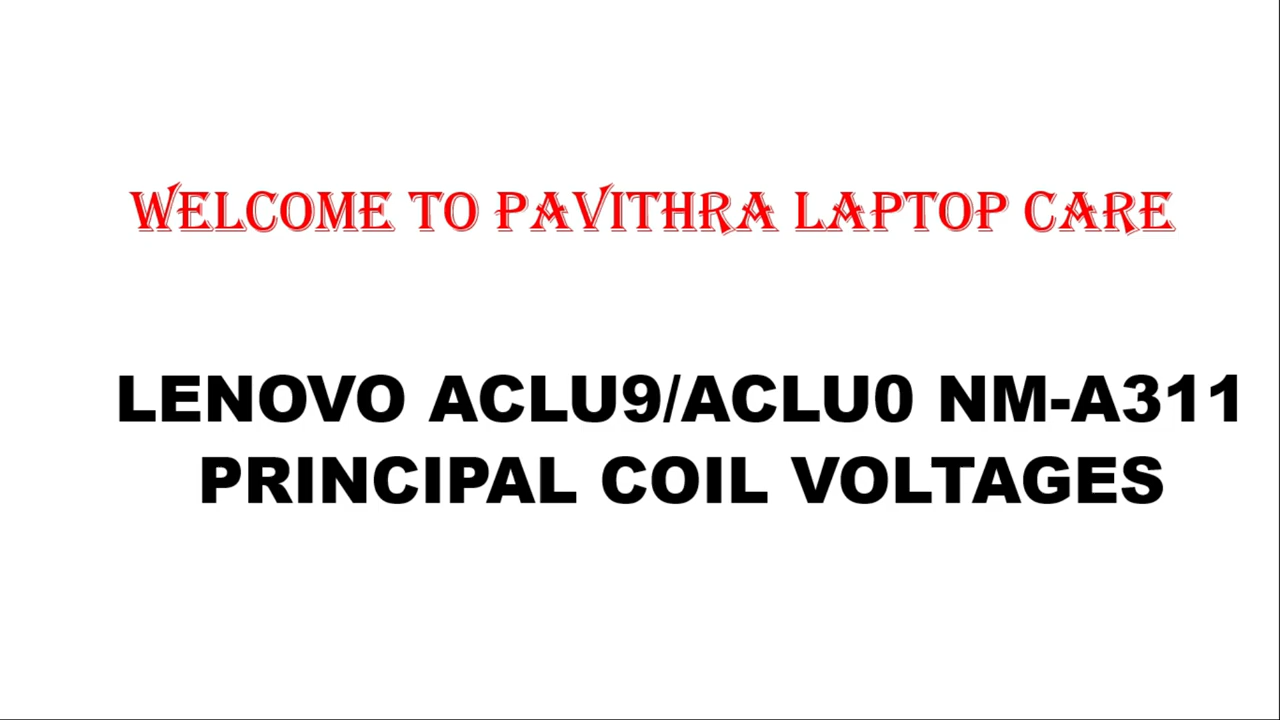 WELCOME TO PAVITHRA LAPTOP CARE
LENOVO ACLU9/ACLU0 NM-A311
PRINCIPAL COIL VOLTAGES